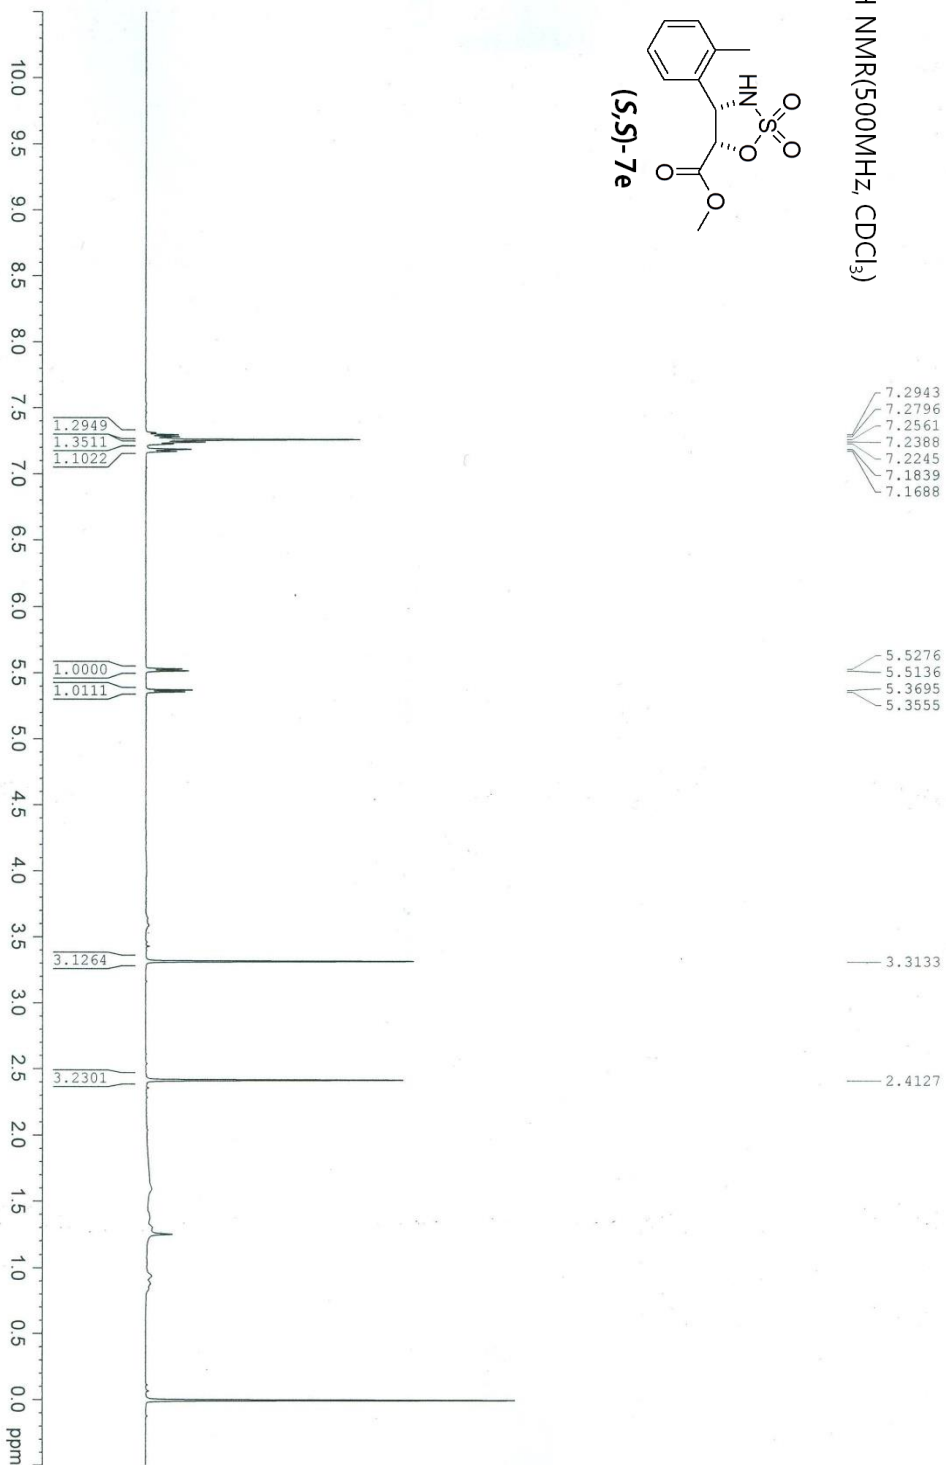 H NMR(500MHz, CDCl3)
O
O
S
HN
O
O
O
(S,S)-7e
7.2943
7.2796
7.2561
7.2388
7.2245
7.1839
7.1688
5.5276
5.5136
5.3695
5.3555
3.3133
2.4127
1.2949
1.3511
1.1022
1.0000
1.0111
3.1264
3.2301
10.0 9.5 9.0 8.5 8.0 7.5 7.0 6.5 6.0 5.5 5.0 4.5 4.0 3.5 3.0 2.5 2.0 1.5 1.0 0.5 0.0 ppm